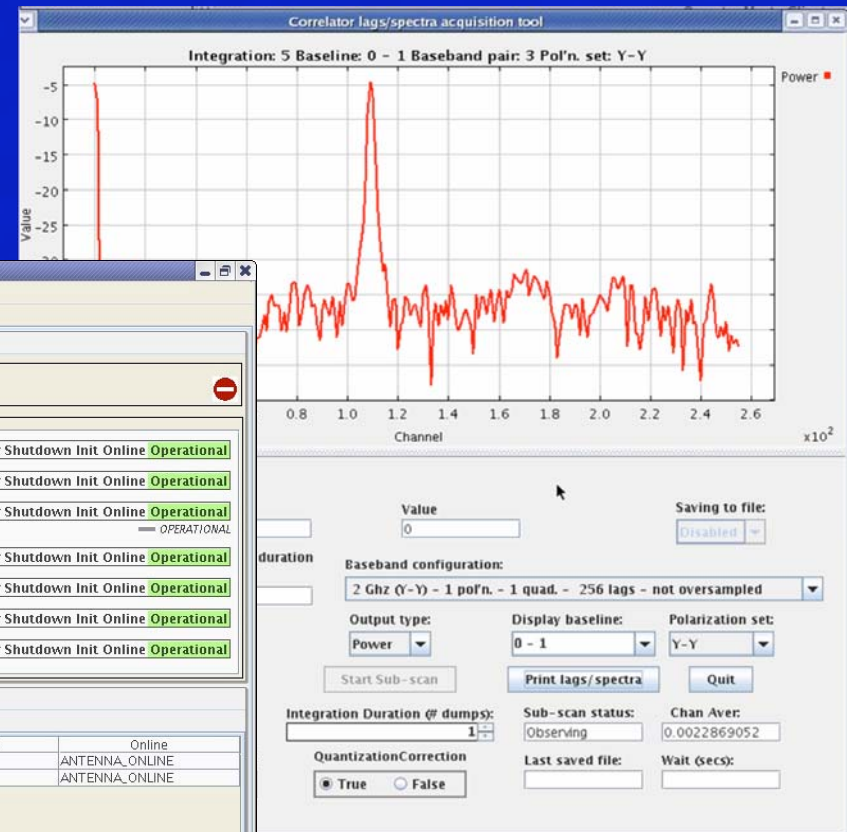 Correlator lags/spectra acquisition tool
Integration: 5 Baseline: 0 - 1 Baseband pair: 3 Pol'n. set: Y-Y
Power
-5
-10
-15
-20
-25
Value
0.8 1.0 1.2 1.4 1.6 1.8 2.0 2.2 2.4 2.6
Channel
x10²
Shutdown Init Online Operational
Shutdown Init Online Operational
Shutdown Init Online Operational
OPERATIONAL
Shutdown Init Online Operational
Shutdown Init Online Operational
Shutdown Init Online Operational
Shutdown Init Online Operational
Online
ANTENNA_ONLINE
ANTENNA_ONLINE
Value
0
Saving to file:
Disabled
duration
Baseband configuration:
2 Ghz (Y-Y) - 1 pol'n. - 1 quad. - 256 lags - not oversampled
Output type:
Display baseline:
Polarization set:
Power
0 - 1
Y-Y
Start Sub-scan
Print lags/spectra
Quit
Integration Duration (# dumps):
Sub-scan status:
Chan Aver:
1
Observing
0.0022869052
QuantizationCorrection
Last saved file:
Wait (secs):
True
False